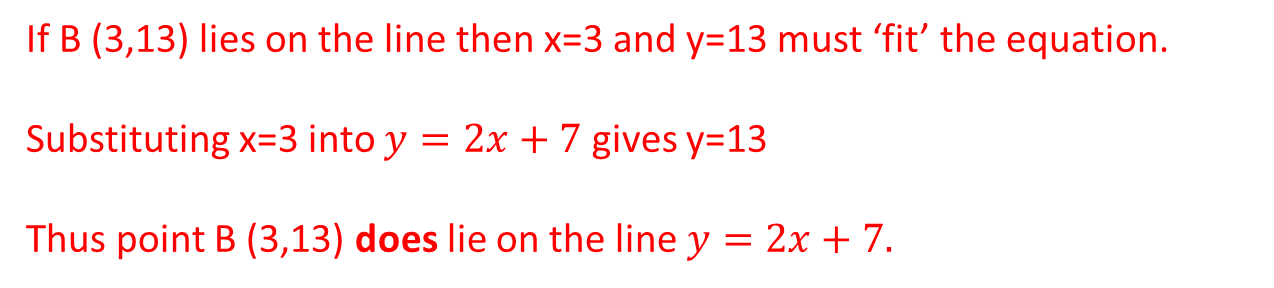 If B (3,13) lies on the line then x=3 and y=13 must ‘fit’ the equation.
Substituting x=3 into y = 2x + 7 gives y=13
Thus point B (3,13) does lie on the line y = 2x + 7.